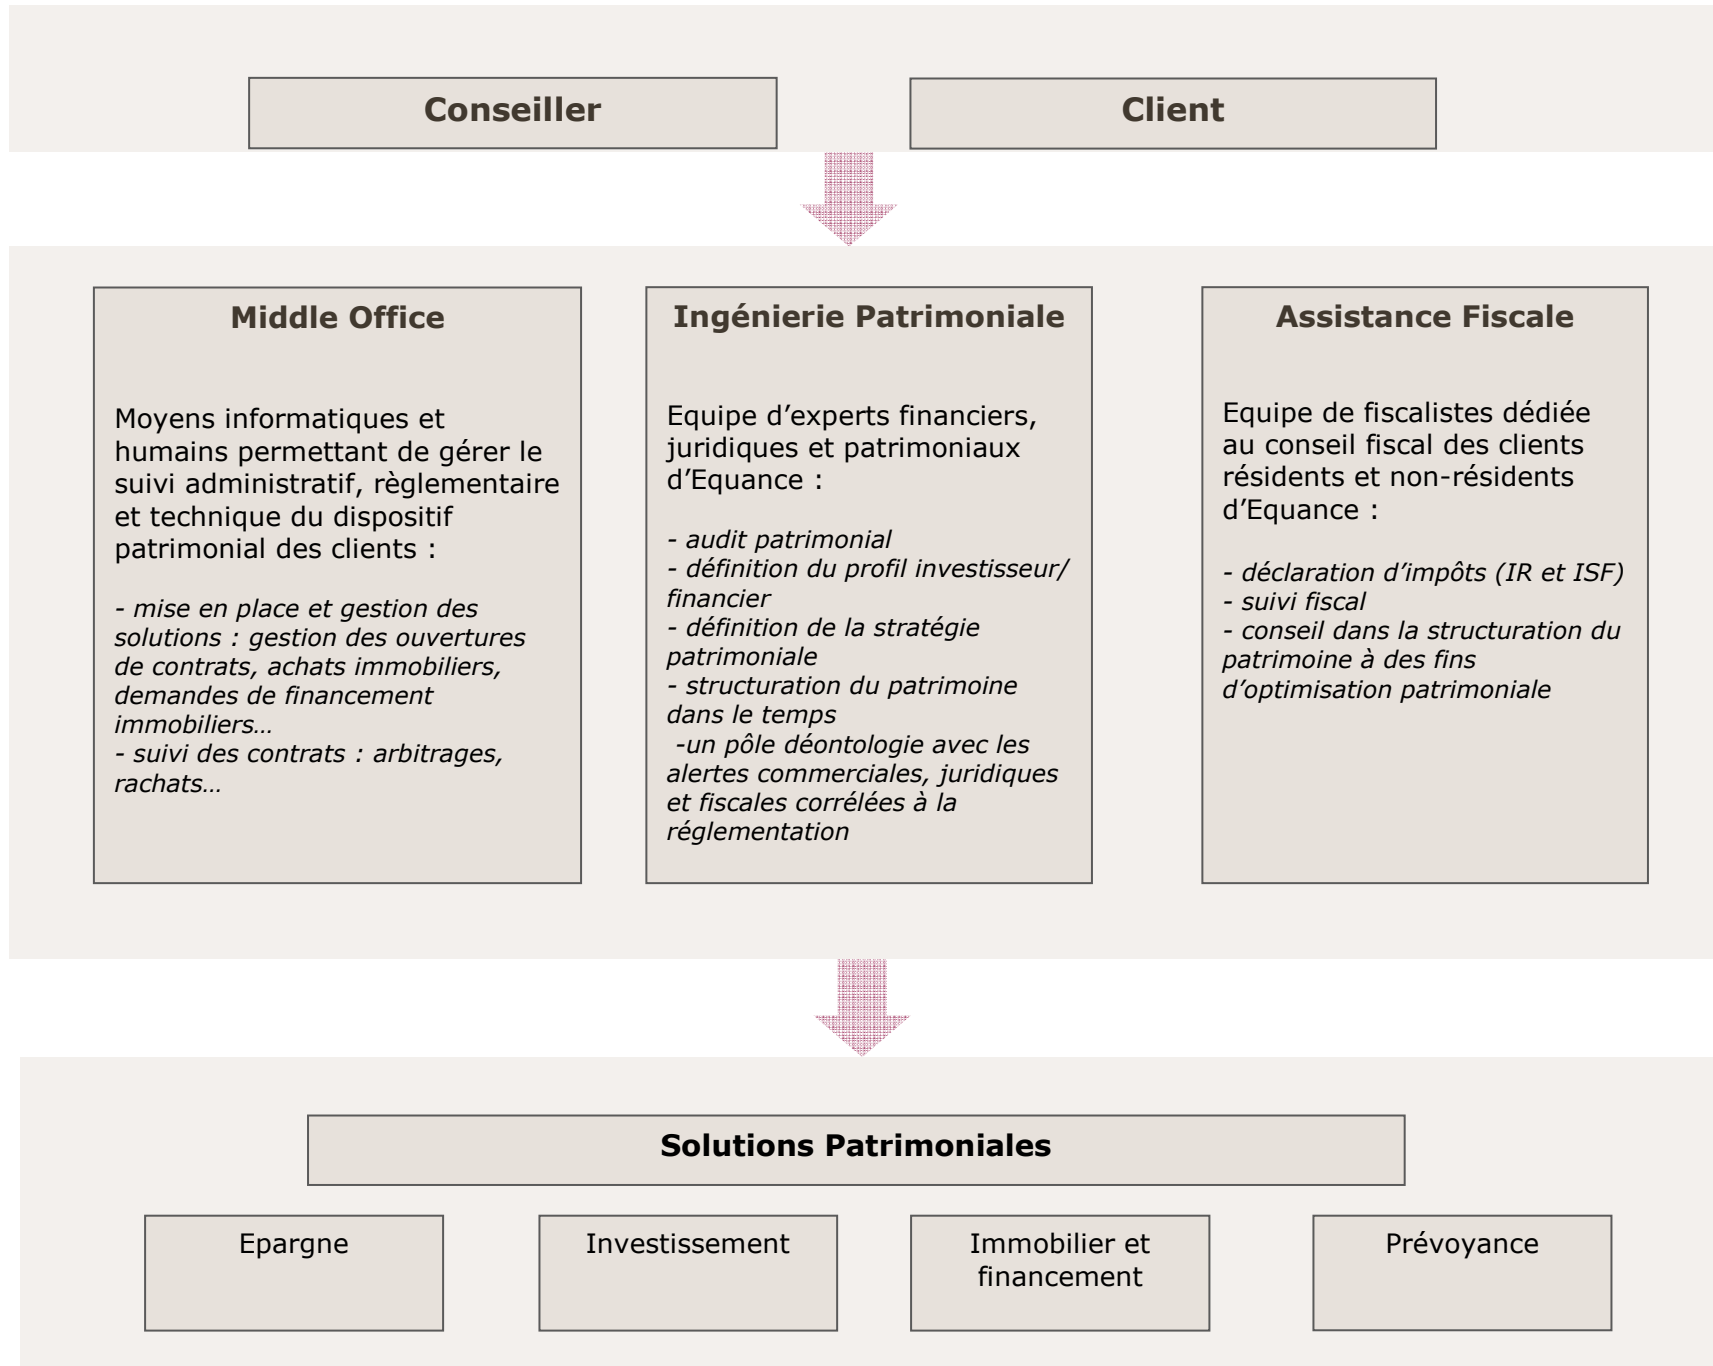 Conseiller
Client
Middle Office
Moyens informatiques et
humains permettant de gérer le
suivi administratif, règlementaire
et technique du dispositif
patrimonial des clients :
- mise en place et gestion des
solutions : gestion des ouvertures
de contrats, achats immobiliers,
demandes de financement
immobiliers…
- suivi des contrats : arbitrages,
rachats…
Ingénierie Patrimoniale
Equipe d’experts financiers,
juridiques et patrimoniaux
d’Equance :
- audit patrimonial
- définition du profil investisseur/
financier
- définition de la stratégie
patrimoniale
- structuration du patrimoine
dans le temps
-un pôle déontologie avec les
alertes commerciales, juridiques
et fiscales corrélées à la
réglementation
Assistance Fiscale
Equipe de fiscalistes dédiée
au conseil fiscal des clients
résidents et non-résidents
d’Equance :
- déclaration d’impôts (IR et ISF)
- suivi fiscal
- conseil dans la structuration du
patrimoine à des fins
d’optimisation patrimoniale
Solutions Patrimoniales
Epargne
Investissement
Immobilier et
financement
Prévoyance